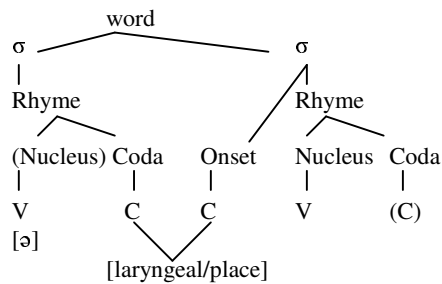 word
σ σ
Rhyme Rhyme
(Nucleus) Coda Onset Nucleus Coda
V C C V (C)
[ə]
[laryngeal/place]